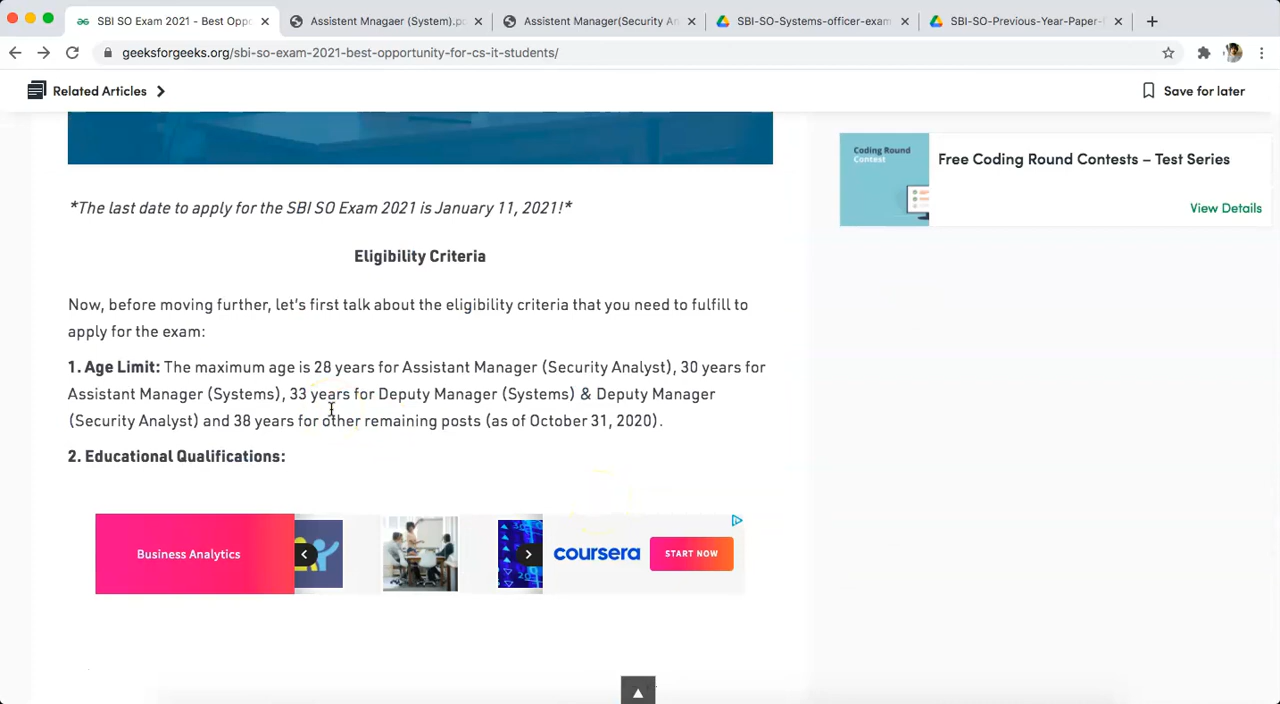 SBI SO Exam 2021 - Best Oppo
Assistent Mnagaer (System).pd
Assistent Manager(Security An
SBI-SO-Systems-officer-exam
SBI-SO-Previous-Year-Paper-
geeksforgeeks.org/sbi-so-exam-2021-best-opportunity-for-cs-it-students/
Related Articles
Save for later
Coding Round
Contest
Free Coding Round Contests – Test Series
View Details
*The last date to apply for the SBI SO Exam 2021 is January 11, 2021!*
Eligibility Criteria
Now, before moving further, let's first talk about the eligibility criteria that you need to fulfill to
apply for the exam:
1. Age Limit: The maximum age is 28 years for Assistant Manager (Security Analyst), 30 years for
Assistant Manager (Systems), 33 years for Deputy Manager (Systems) & Deputy Manager
(Security Analyst) and 38 years for other remaining posts (as of October 31, 2020).
2. Educational Qualifications:
Business Analytics
coursera
START NOW